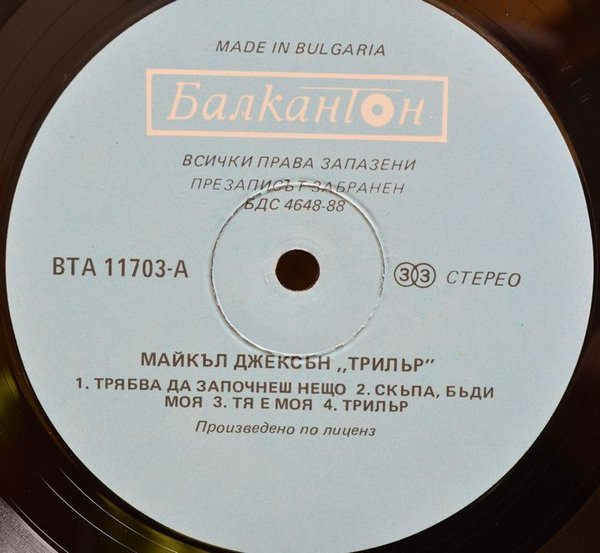 MADE IN BULGARIA
Балкантон
ВСИЧКИ ПРАВА ЗАПАЗЕНИ
ПРЕЗАПИСЪТ ЗАБРАНЕН
БДС 4648-88
ВТА 11703-А
33 СТЕРЕО
МАЙКЪЛ ДЖЕКСЪН „ТРИЛЪР"
1. ТРЯБВА ДА ЗАПОЧНЕШ НЕЩО 2. СКЪПА, БЪДИ
МОЯ 3. ТЯ Е МОЯ 4. ТРИЛЪР
Произведено по лиценз